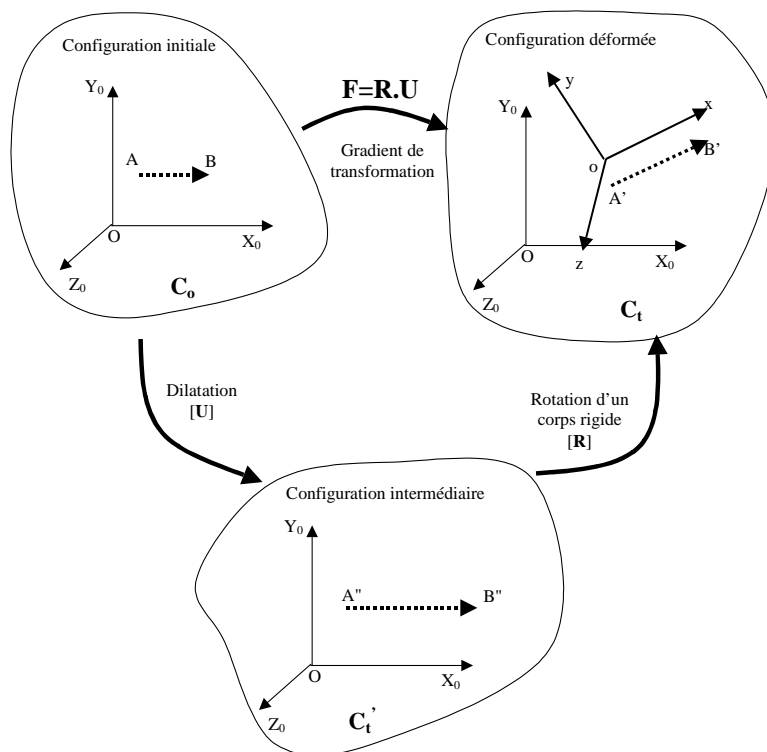 Configuration initiale
Y₀
A
B
O
X₀
Z₀
C₀
F=R.U
Gradient de
transformation
Configuration déformée
Y₀
y
x
o
B’
A’
O
z
X₀
Z₀
Cₜ
Dilatation
[U]
Rotation d’un
corps rigide
[R]
Configuration intermédiaire
Y₀
A"
B"
O
X₀
Z₀
Cₜ’